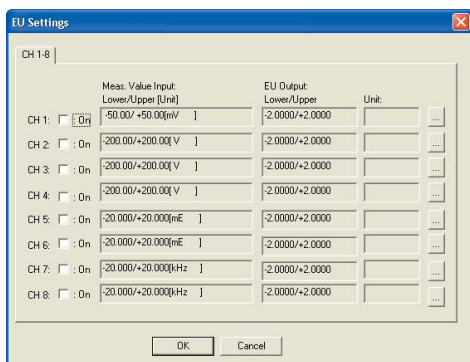 EU Settings
CH 1-8
Meas. Value Input: EU Output:
Lower/Upper [Unit] Lower/Upper Unit:
CH 1: : On -50.00/ +50.00[mV ] -2.0000/+2.0000 ...
CH 2: : On -200.00/+200.00[ V ] -2.0000/+2.0000 ...
CH 3: : On -200.00/+200.00[ V ] -2.0000/+2.0000 ...
CH 4: : On -200.00/+200.00[ V ] -2.0000/+2.0000 ...
CH 5: : On -20.000/+20.000[mE ] -2.0000/+2.0000 ...
CH 6: : On -20.000/+20.000[mE ] -2.0000/+2.0000 ...
CH 7: : On -20.000/+20.000[kHz ] -2.0000/+2.0000 ...
CH 8: : On -20.000/+20.000[kHz ] -2.0000/+2.0000 ...
OK Cancel